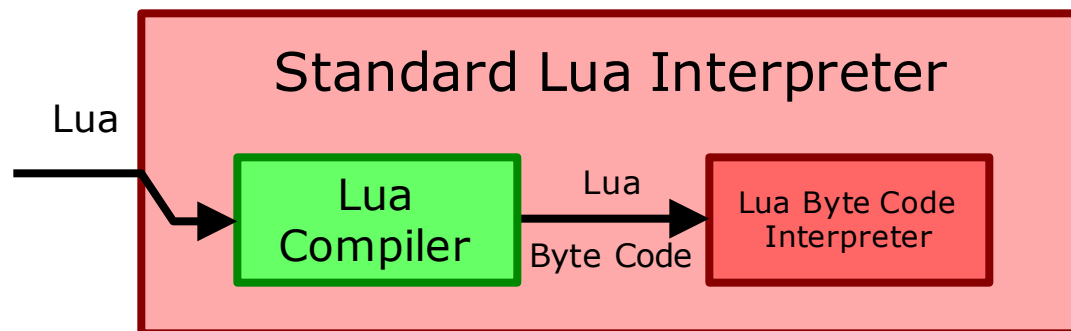 Standard Lua Interpreter
Lua
Lua
Compiler
Lua
Byte Code
Lua Byte Code
Interpreter